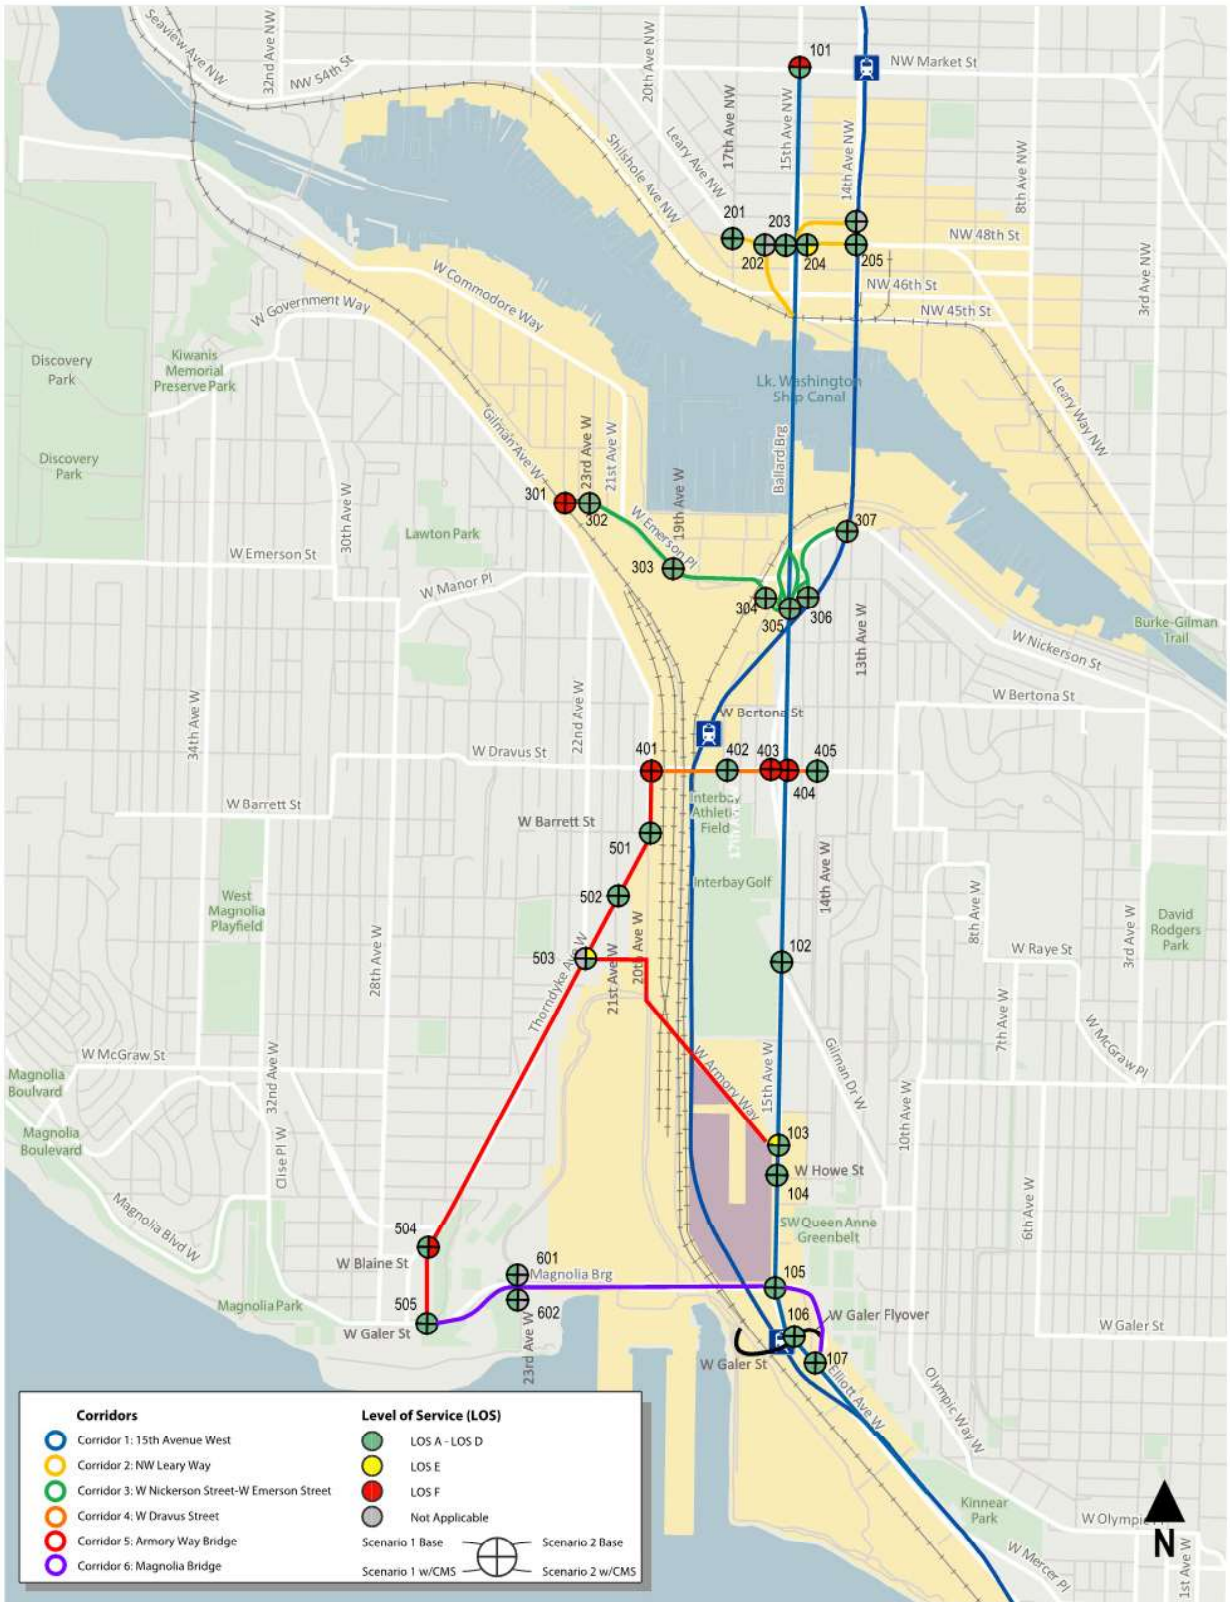 Seaview Ave NW
32nd Ave NW
NW 54th St
20th Ave NW
17th Ave NW
15th Ave NW
101
NW Market St
Leary Ave NW
Shilshole Ave NW
14th Ave NW
8th Ave NW
3rd Ave NW
201
203
202
204
205
NW 48th St
NW 46th St
NW 45th St
W Commodore Way
W Government Way
Discovery
Park
Kiwanis
Memorial
Preserve Park
Lk. Washington
Ship Canal
Leary Way NW
Discovery
Park
Gilman Ave W
23rd Ave W
21st Ave W
19th Ave W
Ballard Brg
301
302
W Emerson Pl
307
30th Ave W
Lawton Park
W Emerson St
W Manor Pl
303
304
305
306
13th Ave W
Burke-Gilman
Trail
W Nickerson St
W Bertona St
34th Ave W
22nd Ave W
W Bertona St
W Dravus St
401
402
403
405
404
W Barrett St
W Barrett St
Interbay
Athletic
Field
501
Interbay Golf
14th Ave W
502
West
Magnolia
Playfield
8th Ave W
3rd Ave W
David
Rodgers
Park
28th Ave W
503
Thorndyke Ave W
21st Ave W
20th Ave W
102
W Raye St
W McGraw St
7th Ave W
W McGraw Pl
Magnolia
Boulvard
32nd Ave W
W Armory Way
15th Ave W
Gilman Dr W
10th Ave W
Magnolia
Boulevard
Clise Pl W
103
W Howe St
104
6th Ave W
Magnolia Blvd W
504
W Blaine St
601
Magnolia Brg
602
SW Queen Anne
Greenbelt
105
Magnolia Park
505
W Galer St
23rd Ave W
106
W Galer Flyover
W Galer St
W Galer St
107
Elliott Ave W
Olympic Way W
Kinnear
Park
W Olympic
W Mercer Pl
1st Ave W
N
Corridors
Corridor 1: 15th Avenue West
Corridor 2: NW Leary Way
Corridor 3: W Nickerson Street-W Emerson Street
Corridor 4: W Dravus Street
Corridor 5: Armory Way Bridge
Corridor 6: Magnolia Bridge
Level of Service (LOS)
LOS A - LOS D
LOS E
LOS F
Not Applicable
Scenario 1 Base
Scenario 2 Base
Scenario 1 w/CMS
Scenario 2 w/CMS